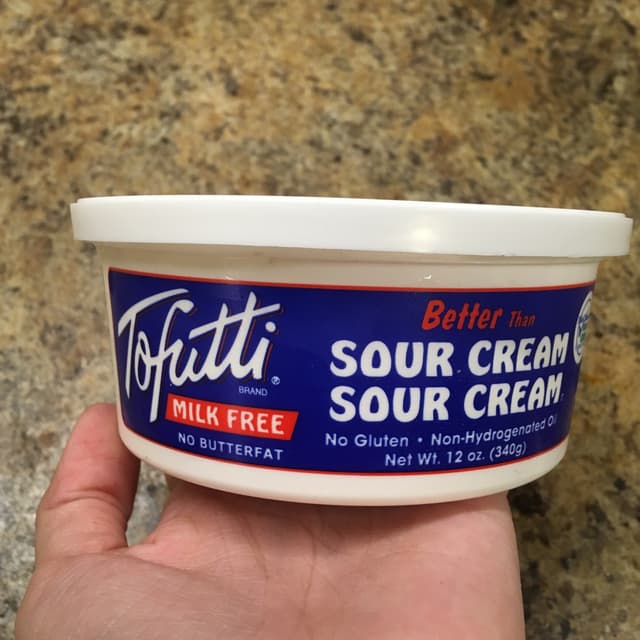 Tofutti®
BRAND
MILK FREE
NO BUTTERFAT
Better Than
SOUR CREAM
SOUR CREAM
No Gluten • Non-Hydrogenated
Net Wt. 12 oz. (340g)